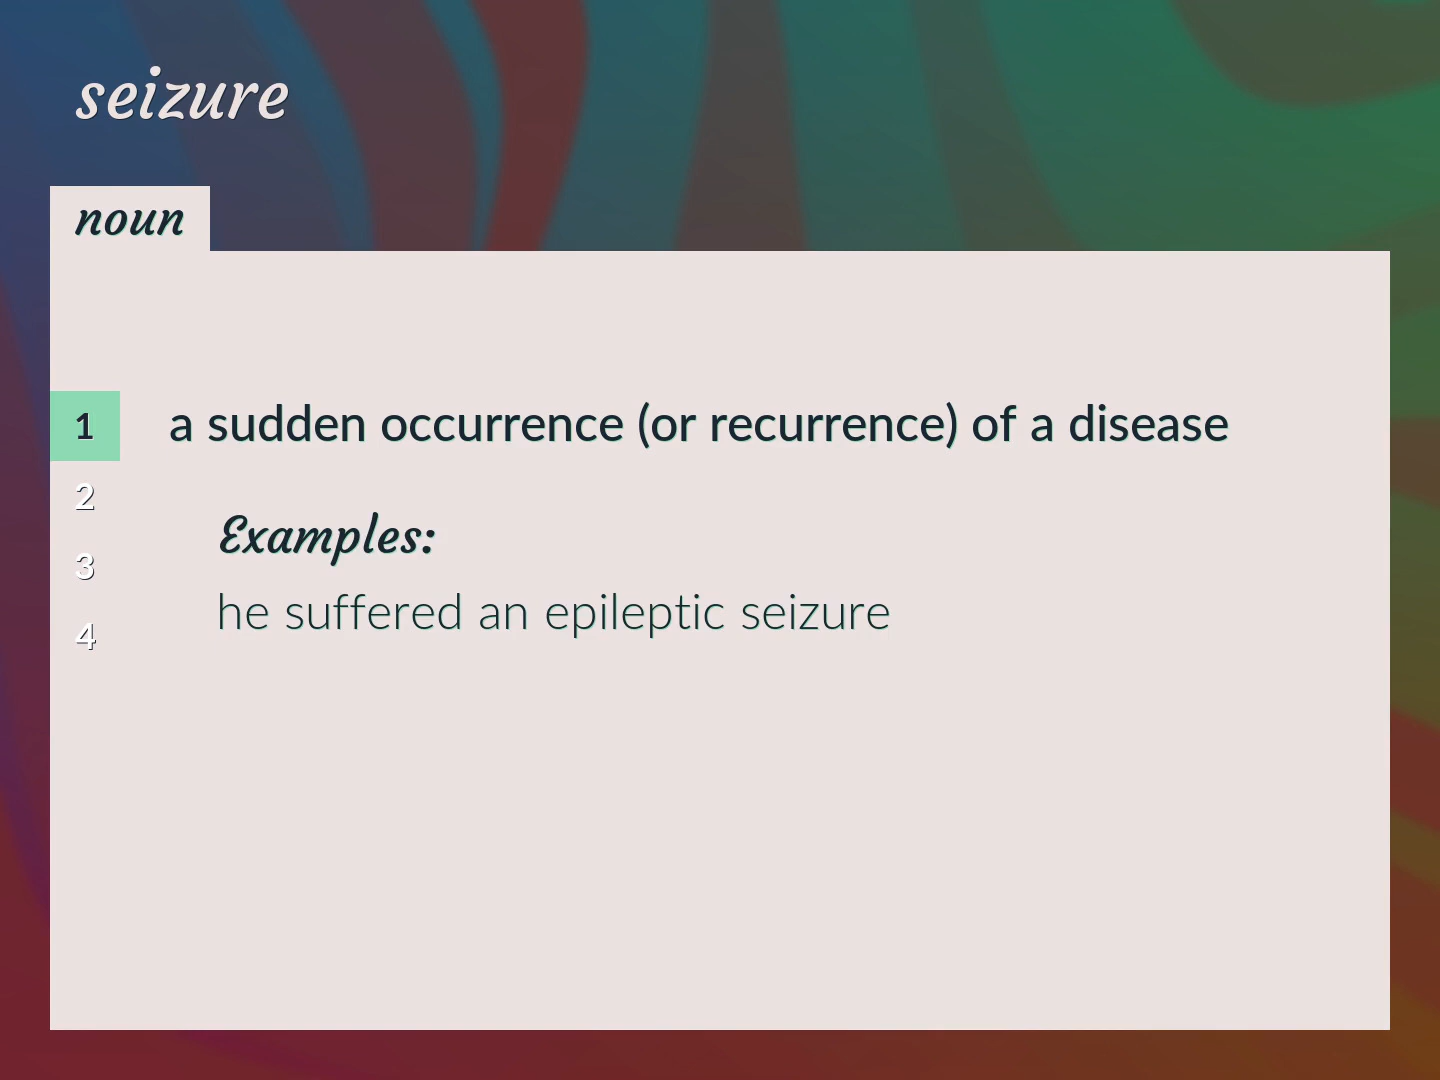 seizure
noun
1 a sudden occurrence (or recurrence) of a disease
2
Examples:
3
he suffered an epileptic seizure
4